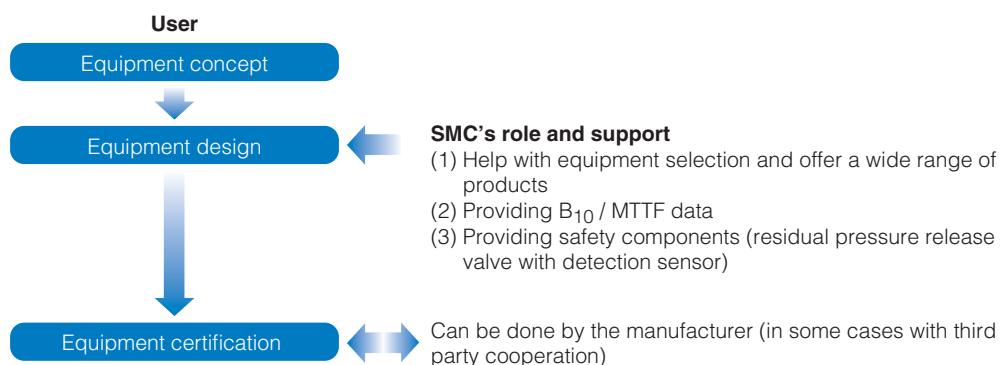 User
Equipment concept
Equipment design
SMC's role and support
(1) Help with equipment selection and offer a wide range of
products
(2) Providing B10 / MTTF data
(3) Providing safety components (residual pressure release
valve with detection sensor)
Equipment certification
Can be done by the manufacturer (in some cases with third
party cooperation)